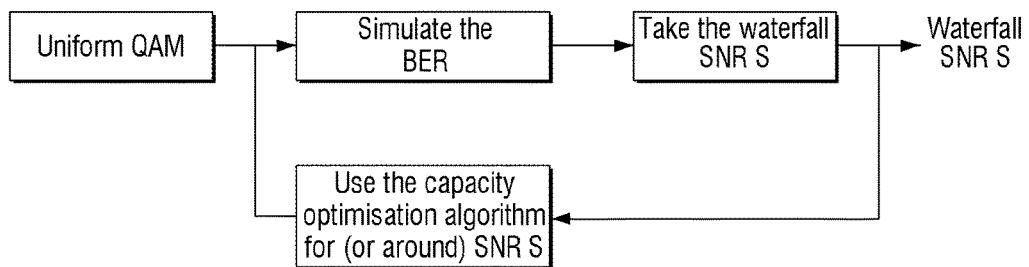 Uniform QAM
Simulate the
BER
Take the waterfall
SNR S
Waterfall
SNR S
Use the capacity
optimisation algorithm
for (or around) SNR S